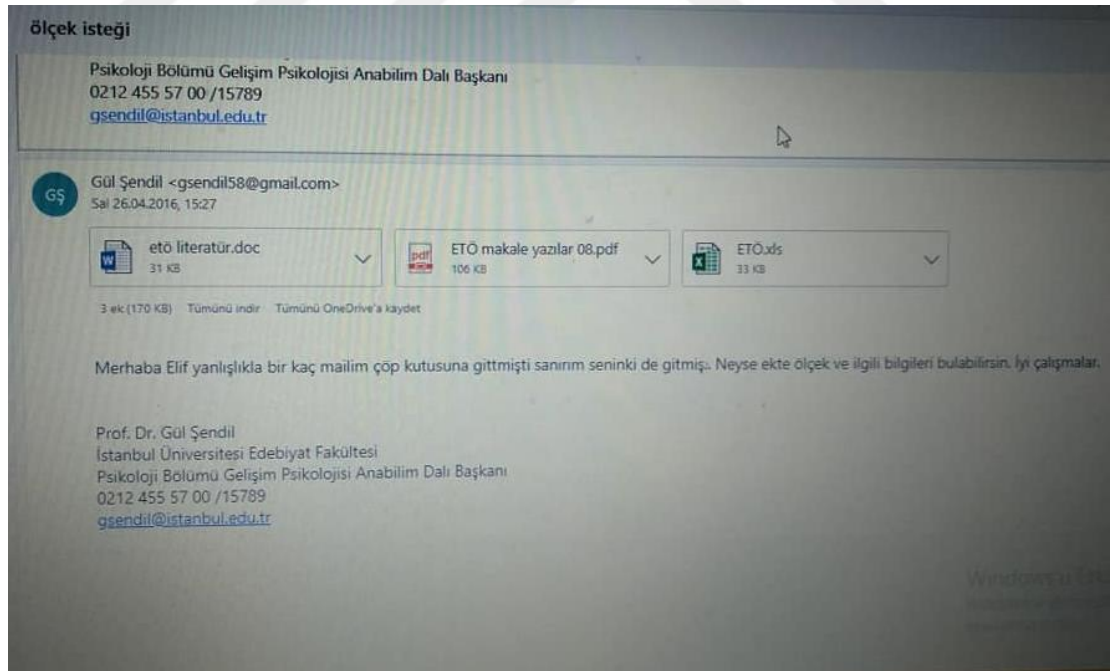 ölçek isteği
Psikoloji Bölümü Gelişim Psikolojisi Anabilim Dalı Başkanı
0212 455 57 00 /15789
gsendil@istanbul.edu.tr
GŞ
Gül Şendil <gsendil58@gmail.com>
Sal 26.04.2016, 15:27
etö literatür.doc
31 KB
pdf
ETÖ makale yazılar 08.pdf
106 KB
ETÖ.xls
33 KB
3 ek (170 KB) Tümünü indir Tümünü OneDrive'a kaydet
Merhaba Elif yanlışlıkla bir kaç mailim çöp kutusuna gittmişti sanırım seninki de gitmiş.. Neyse ekte ölçek ve ilgili bilgileri bulabilirsin. İyi çalışmalar.
Prof. Dr. Gül Şendil
İstanbul Üniversitesi Edebiyat Fakültesi
Psikoloji Bölümü Gelişim Psikolojisi Anabilim Dalı Başkanı
0212 455 57 00 /15789
gsendil@istanbul.edu.tr